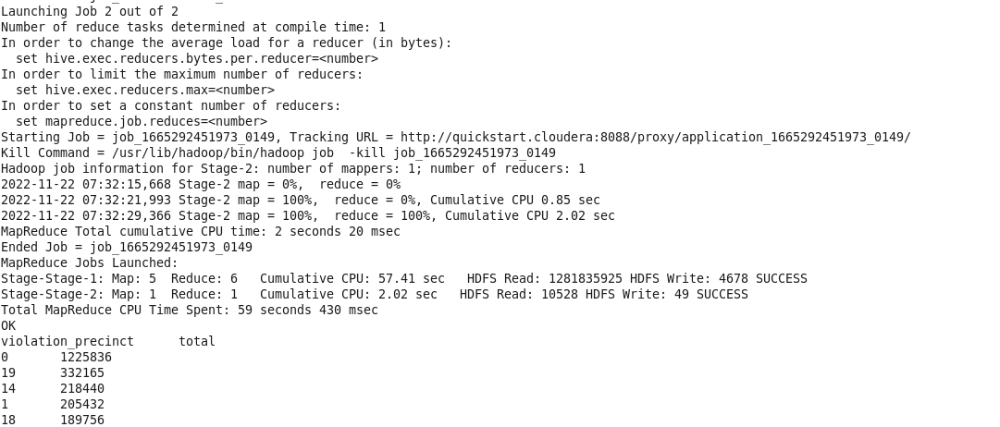 Launching Job 2 out of 2
Number of reduce tasks determined at compile time: 1
In order to change the average load for a reducer (in bytes):
  set hive.exec.reducers.bytes.per.reducer=<number>
In order to limit the maximum number of reducers:
  set hive.exec.reducers.max=<number>
In order to set a constant number of reducers:
  set mapreduce.job.reduces=<number>
Starting Job = job_1665292451973_0149, Tracking URL = http://quickstart.cloudera:8088/proxy/application_1665292451973_0149/
Kill Command = /usr/lib/hadoop/bin/hadoop job  -kill job_1665292451973_0149
Hadoop job information for Stage-2: number of mappers: 1; number of reducers: 1
2022-11-22 07:32:15,668 Stage-2 map = 0%,  reduce = 0%
2022-11-22 07:32:21,993 Stage-2 map = 100%,  reduce = 0%, Cumulative CPU 0.85 sec
2022-11-22 07:32:29,366 Stage-2 map = 100%,  reduce = 100%, Cumulative CPU 2.02 sec
MapReduce Total cumulative CPU time: 2 seconds 20 msec
Ended Job = job_1665292451973_0149
MapReduce Jobs Launched:
Stage-Stage-1: Map: 5  Reduce: 6   Cumulative CPU: 57.41 sec   HDFS Read: 1281835925 HDFS Write: 4678 SUCCESS
Stage-Stage-2: Map: 1  Reduce: 1   Cumulative CPU: 2.02 sec   HDFS Read: 10528 HDFS Write: 49 SUCCESS
Total MapReduce CPU Time Spent: 59 seconds 430 msec
OK
violation_precinct      total
0       1225836
19      332165
14      218440
1       205432
18      189756